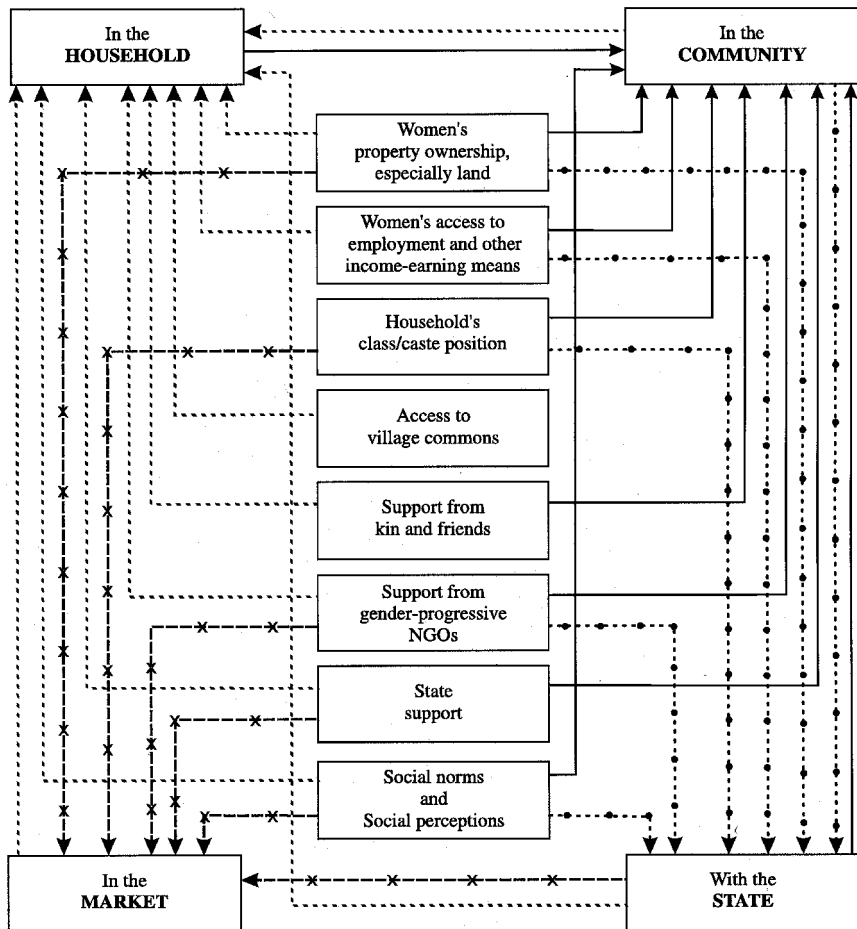 In the
HOUSEHOLD
In the
COMMUNITY
Women's
property ownership,
especially land
Women's access to
employment and other
income-earning means
Household's
class/caste position
Access to
village commons
Support from
kin and friends
Support from
gender-progressive
NGOs
State
support
Social norms
and
Social perceptions
In the
MARKET
With the
STATE